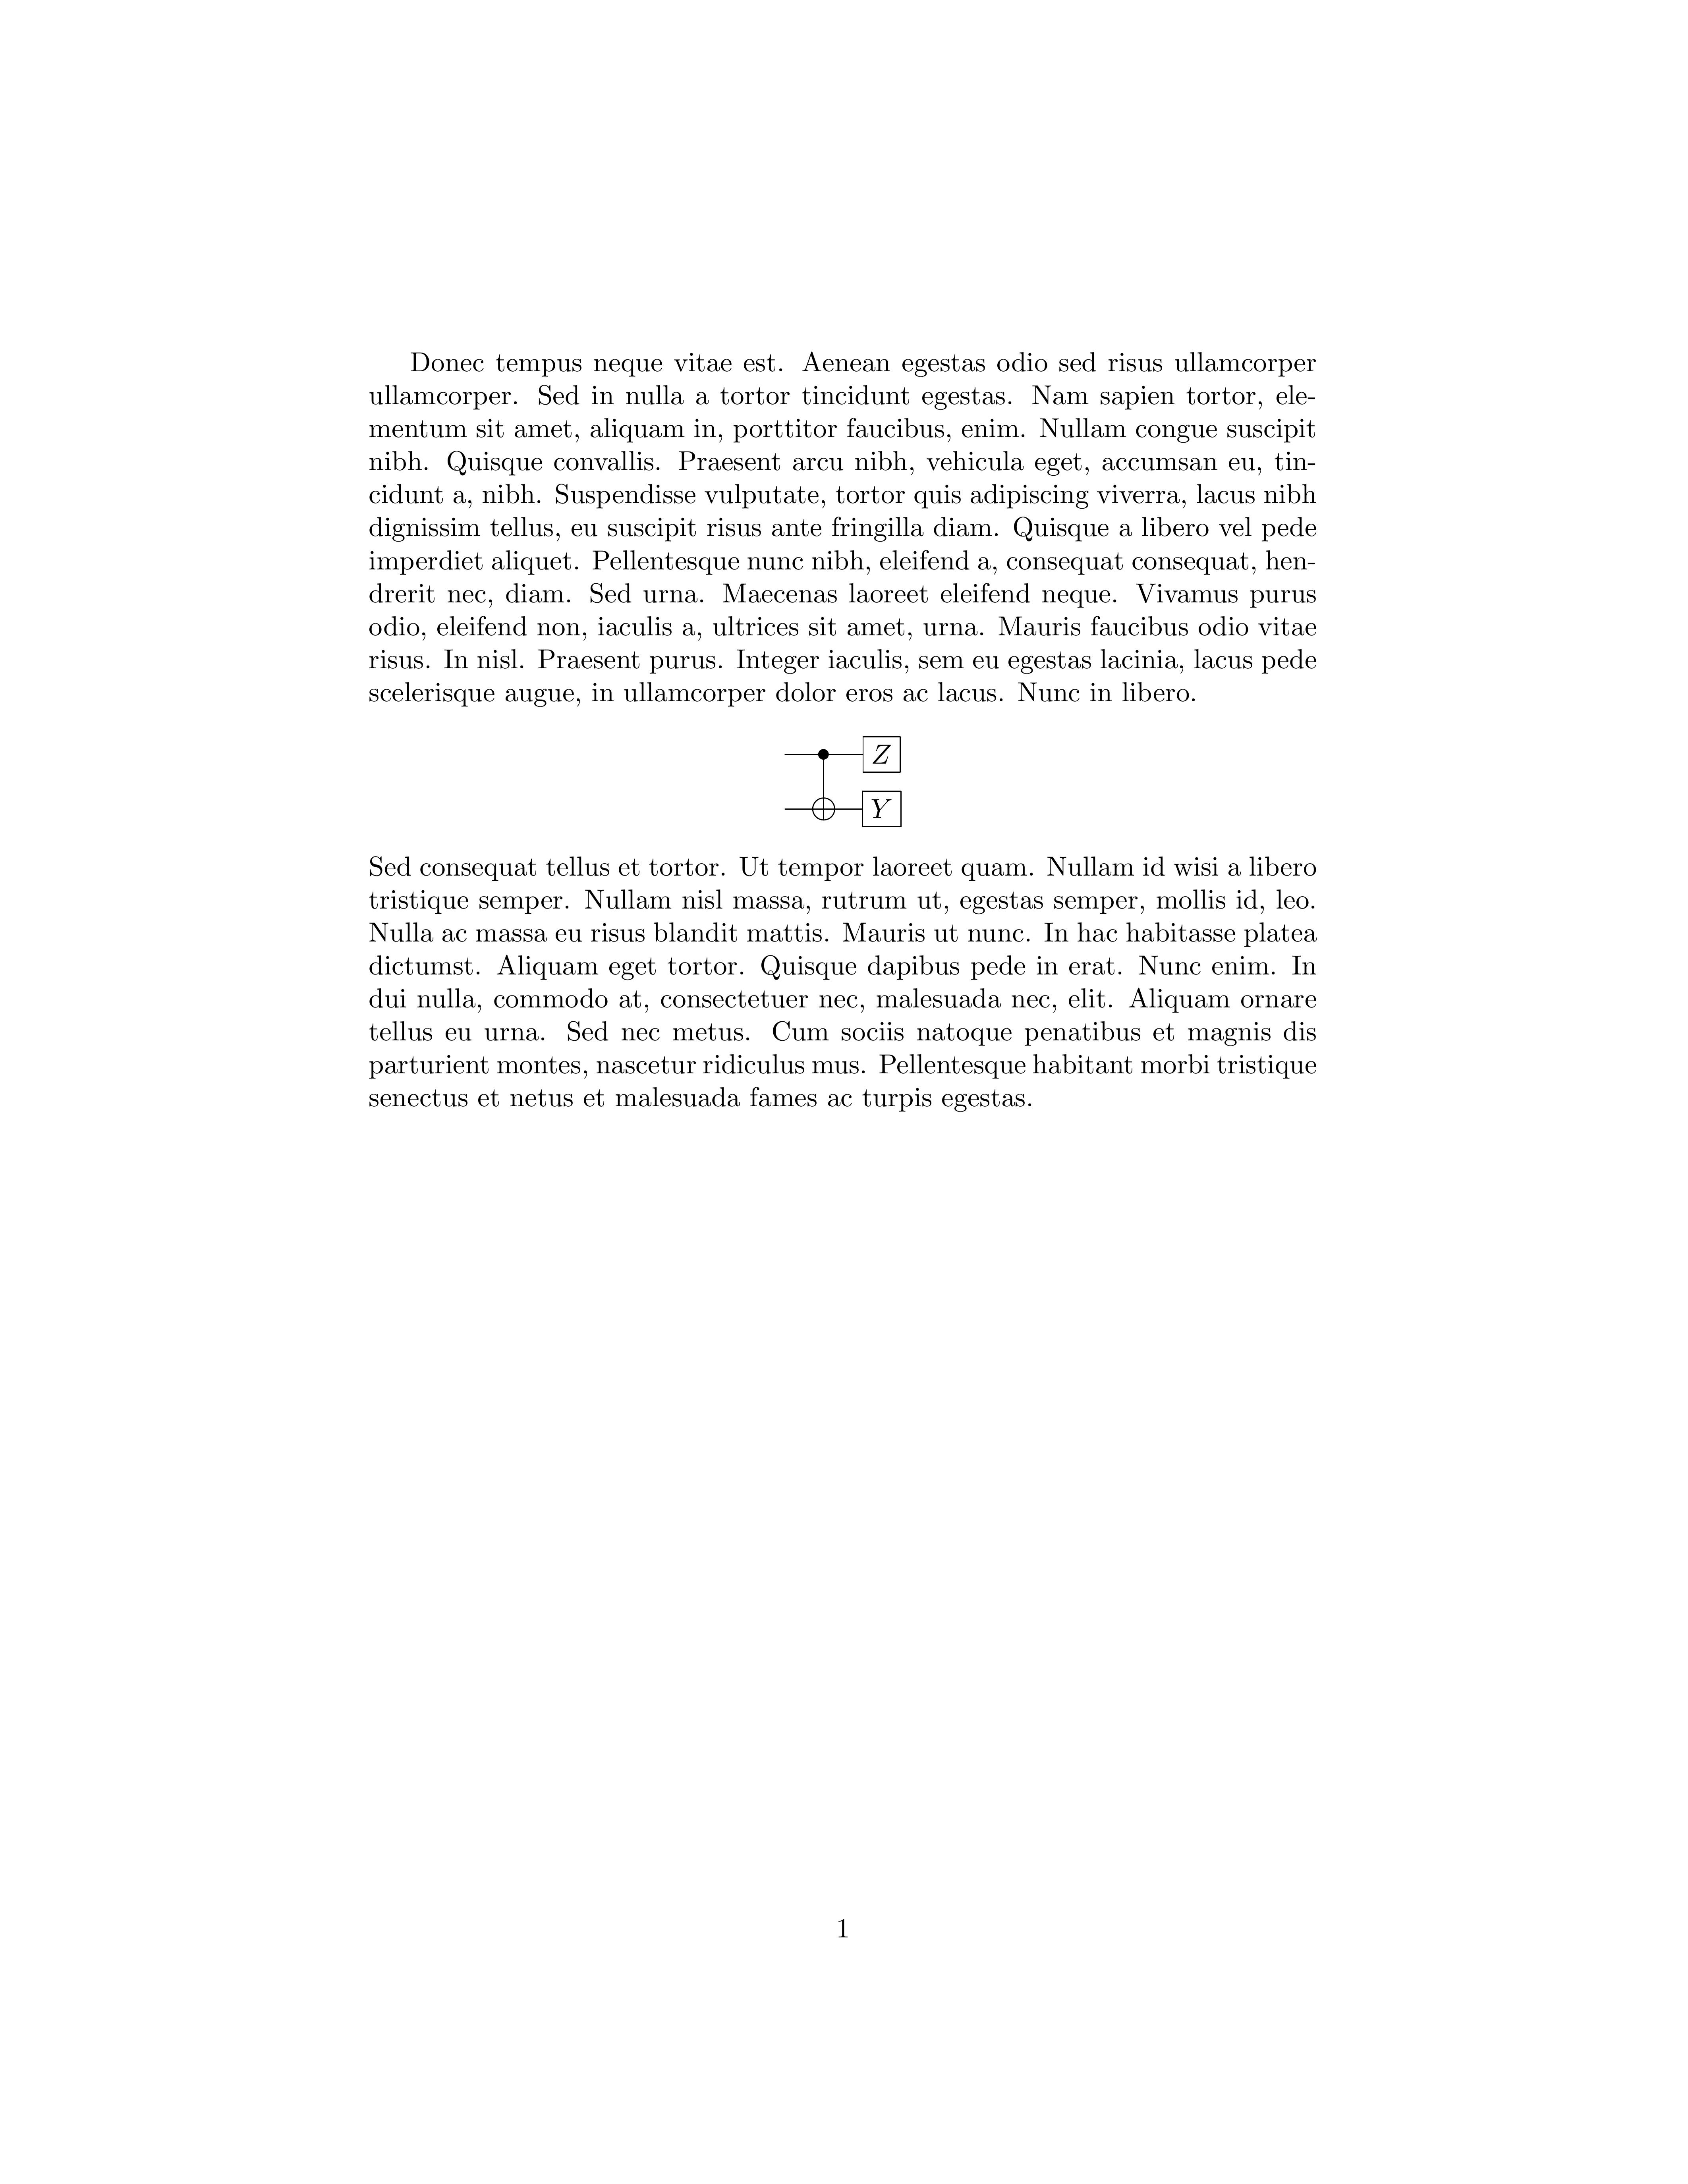 Donec tempus neque vitae est. Aenean egestas odio sed risus ullamcorper
ullamcorper. Sed in nulla a tortor tincidunt egestas. Nam sapien tortor, ele-
mentum sit amet, aliquam in, porttitor faucibus, enim. Nullam congue suscipit
nibh. Quisque convallis. Praesent arcu nibh, vehicula eget, accumsan eu, tin-
cidunt a, nibh. Suspendisse vulputate, tortor quis adipiscing viverra, lacus nibh
dignissim tellus, eu suscipit risus ante fringilla diam. Quisque a libero vel pede
imperdiet aliquet. Pellentesque nunc nibh, eleifend a, consequat consequat, hen-
drerit nec, diam. Sed urna. Maecenas laoreet eleifend neque. Vivamus purus
odio, eleifend non, iaculis a, ultrices sit amet, urna. Mauris faucibus odio vitae
risus. In nisl. Praesent purus. Integer iaculis, sem eu egestas lacinia, lacus pede
scelerisque augue, in ullamcorper dolor eros ac lacus. Nunc in libero.
Z
Y
Sed consequat tellus et tortor. Ut tempor laoreet quam. Nullam id wisi a libero
tristique semper. Nullam nisl massa, rutrum ut, egestas semper, mollis id, leo.
Nulla ac massa eu risus blandit mattis. Mauris ut nunc. In hac habitasse platea
dictumst. Aliquam eget tortor. Quisque dapibus pede in erat. Nunc enim. In
dui nulla, commodo at, consectetuer nec, malesuada nec, elit. Aliquam ornare
tellus eu urna. Sed nec metus. Cum sociis natoque penatibus et magnis dis
parturient montes, nascetur ridiculus mus. Pellentesque habitant morbi tristique
senectus et netus et malesuada fames ac turpis egestas.
1